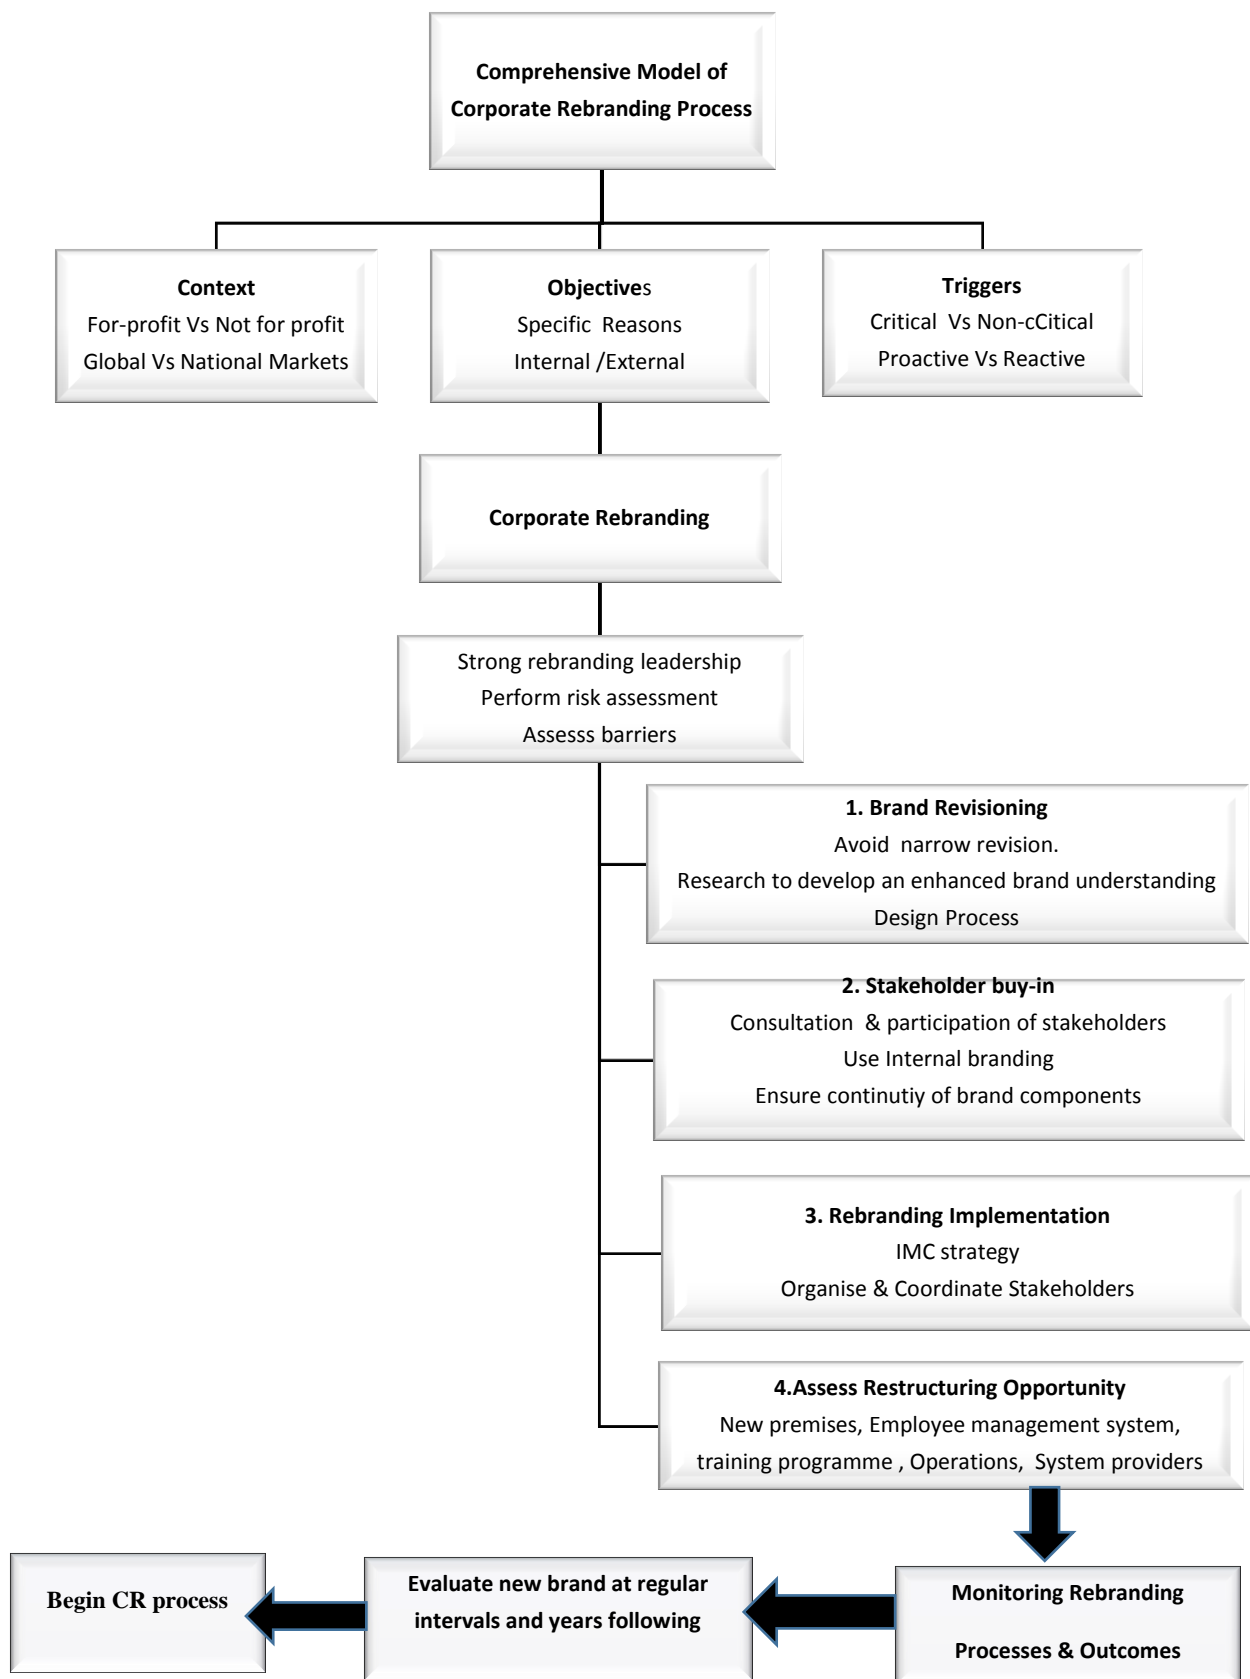 Comprehensive Model of
Corporate Rebranding Process
Context
For-profit Vs Not for profit
Global Vs National Markets
Objectives
Specific Reasons
Internal /External
Triggers
Critical Vs Non-cCitical
Proactive Vs Reactive
Corporate Rebranding
Strong rebranding leadership
Perform risk assessment
Assesss barriers
1. Brand Revisioning
Avoid narrow revision.
Research to develop an enhanced brand understanding
Design Process
2. Stakeholder buy-in
Consultation & participation of stakeholders
Use Internal branding
Ensure continutiy of brand components
3. Rebranding Implementation
IMC strategy
Organise & Coordinate Stakeholders
4.Assess Restructuring Opportunity
New premises, Employee management system,
training programme , Operations, System providers
Begin CR process
Evaluate new brand at regular
intervals and years following
Monitoring Rebranding
Processes & Outcomes